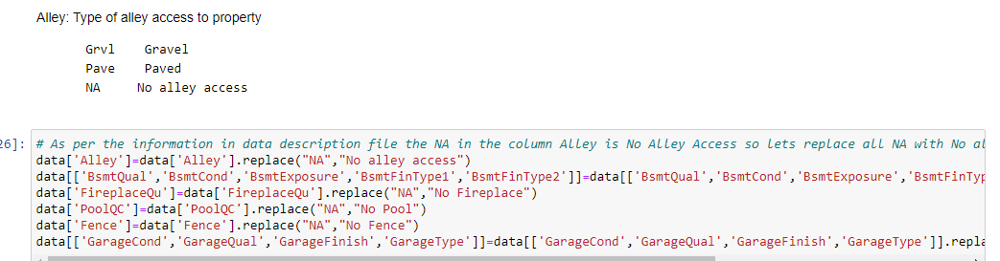 Alley: Type of alley access to property
Grvl Gravel
Pave Paved
NA No alley access
26]: # As per the information in data description file the NA in the column Alley is No Alley Access so lets replace all NA with No al
data['Alley']=data['Alley'].replace("NA","No alley access")
data[['BsmtQual','BsmtCond','BsmtExposure','BsmtFinType1','BsmtFinType2']]=data[['BsmtQual','BsmtCond','BsmtExposure','BsmtFinTyp
data['FireplaceQu']=data['FireplaceQu'].replace("NA","No Fireplace")
data['PoolQC']=data['PoolQC'].replace("NA","No Pool")
data['Fence']=data['Fence'].replace("NA","No Fence")
data[['GarageCond','GarageQual','GarageFinish','GarageType']]=data[['GarageCond','GarageQual','GarageFinish','GarageType']].repla